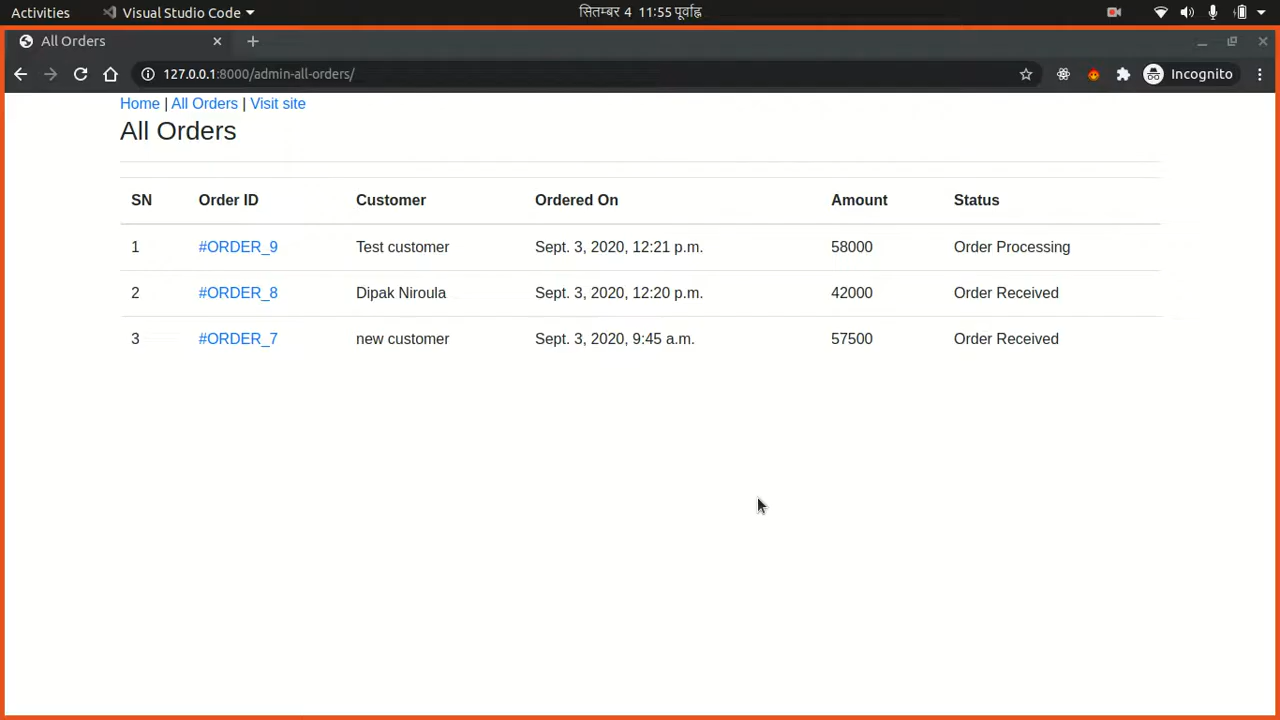 Activities Visual Studio Code सितम्बर 4 11:55 पूर्वाह्न
All Orders
127.0.0.1:8000/admin-all-orders/ Incognito
Home | All Orders | Visit site
All Orders
SN Order ID Customer Ordered On Amount Status
1 #ORDER_9 Test customer Sept. 3, 2020, 12:21 p.m. 58000 Order Processing
2 #ORDER_8 Dipak Niroula Sept. 3, 2020, 12:20 p.m. 42000 Order Received
3 #ORDER_7 new customer Sept. 3, 2020, 9:45 a.m. 57500 Order Received